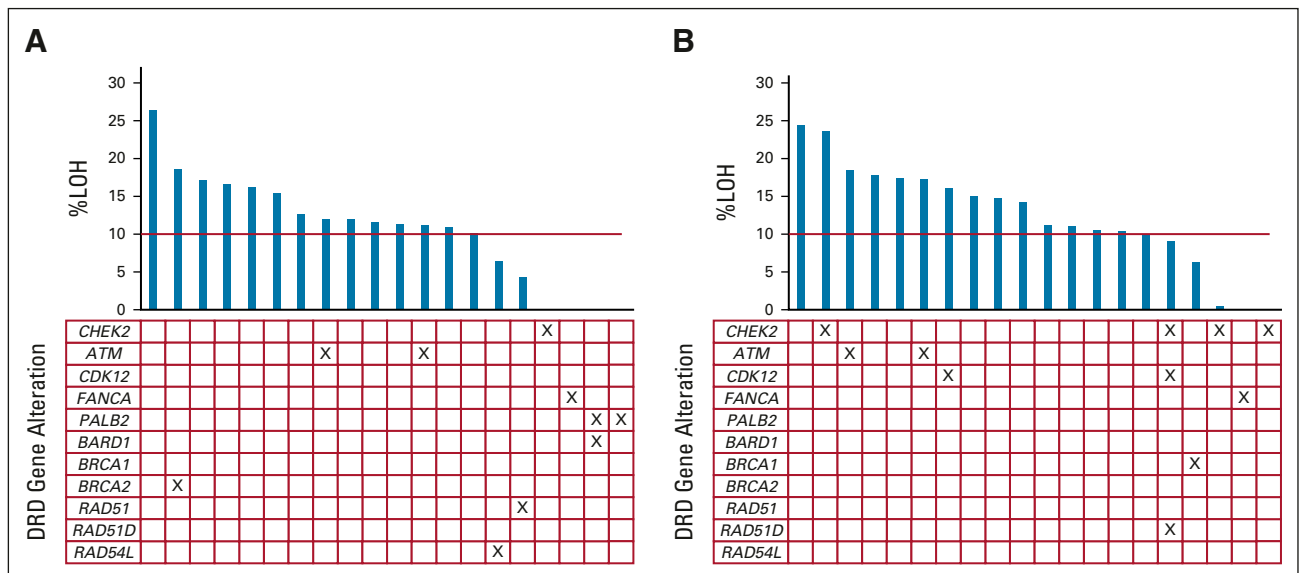 A
%LOH
30
25
20
15
10
5
0
DRD Gene Alteration
CHEK2 X
ATM X X
CDK12
FANCA X
PALB2 X X
BARD1 X
BRCA1
BRCA2 X
RAD51 X
RAD51D
RAD54L X
B
%LOH
30
25
20
15
10
5
0
DRD Gene Alteration
CHEK2 X X X X
ATM X X
CDK12 X X
FANCA X
PALB2
BARD1
BRCA1 X
BRCA2
RAD51
RAD51D X
RAD54L